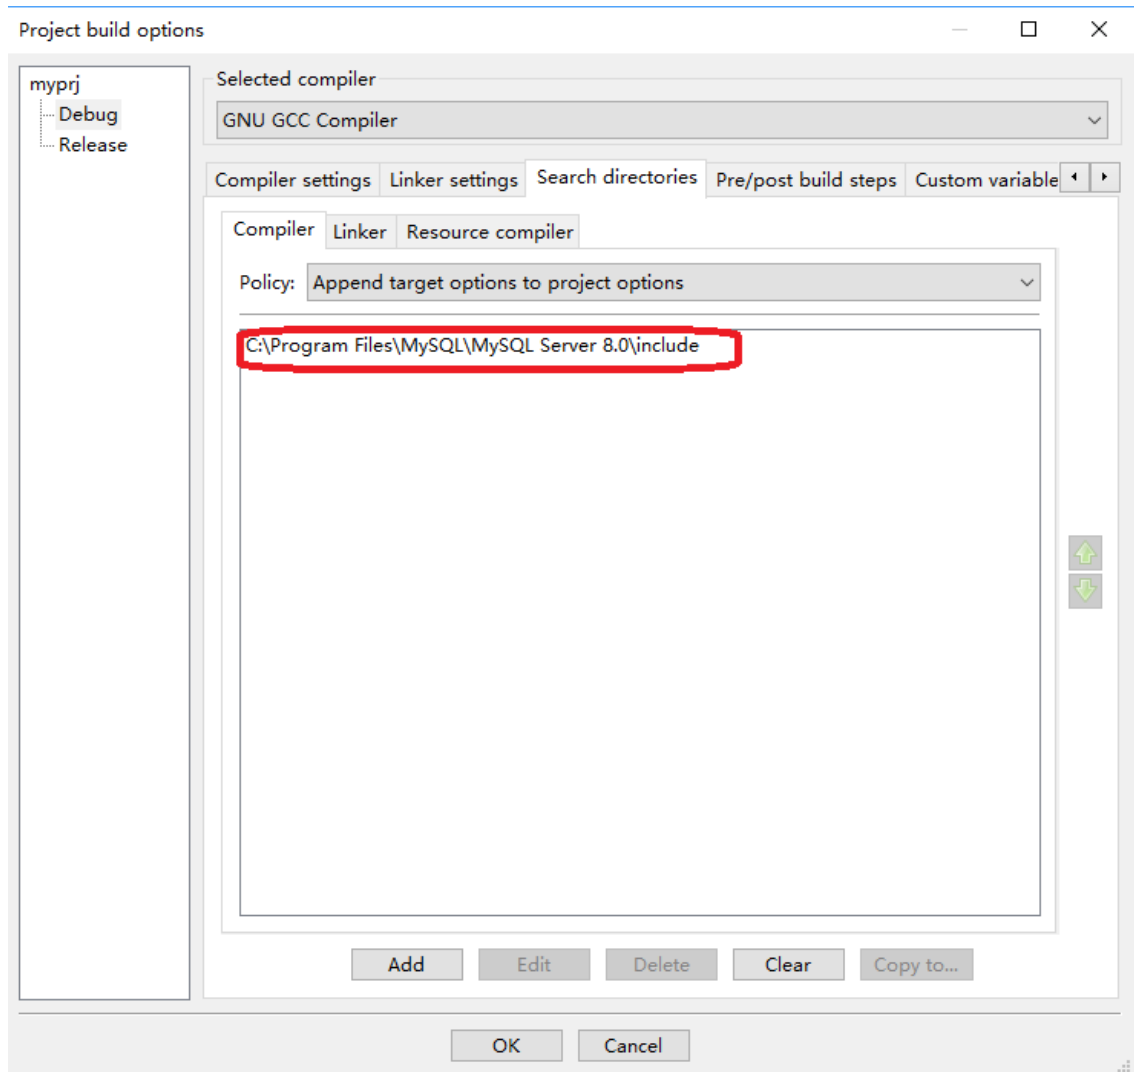 Project build options
myprj
Debug
Release
Selected compiler
GNU GCC Compiler
Compiler settings Linker settings Search directories Pre/post build steps Custom variable
Compiler Linker Resource compiler
Policy: Append target options to project options
C:\Program Files\MySQL\MySQL Server 8.0\include
Add Edit Delete Clear Copy to...
OK Cancel